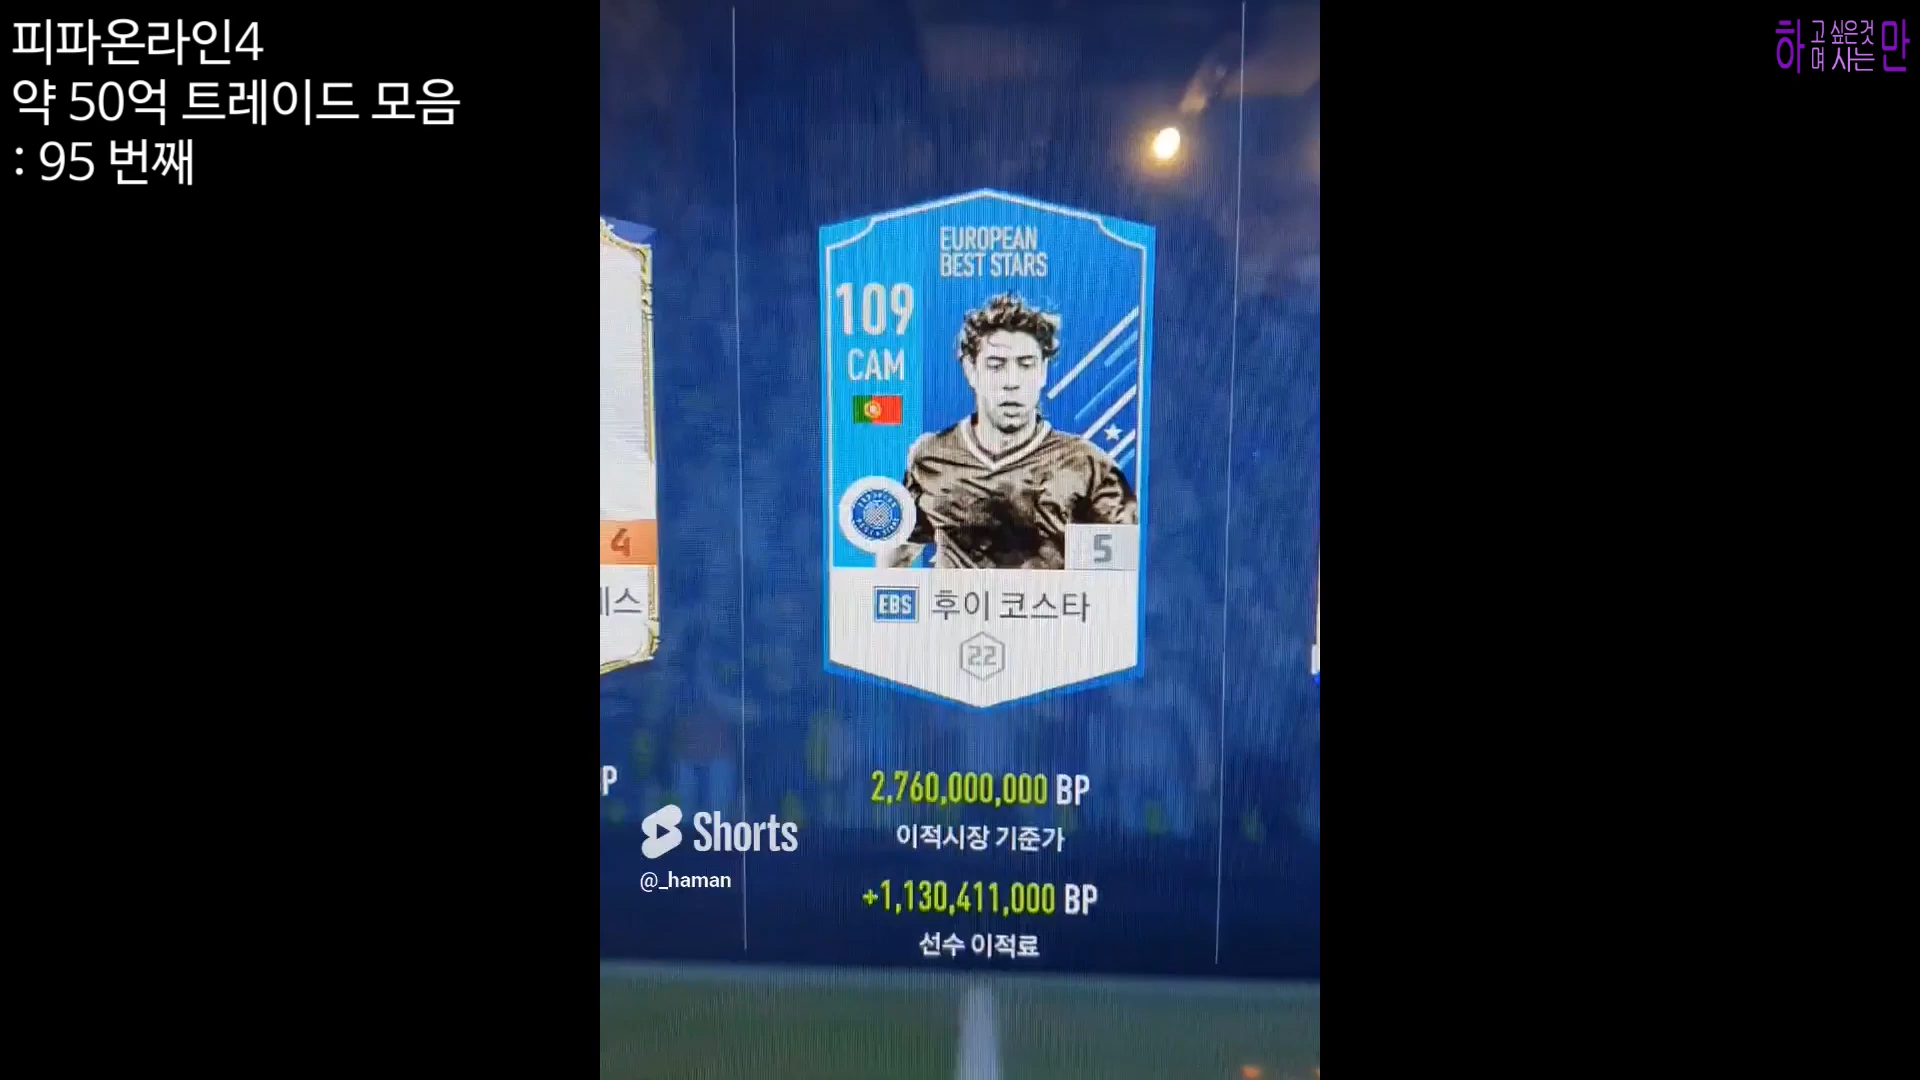 피파온라인4
약 50억 트레이드 모음
: 95 번째
하고 싶은것
며 사는 만
EUROPEAN
BEST STARS
109
CAM
5
EBS 후이 코스타
22
4
스
P
2,760,000,000 BP
이적시장 기준가
+1,130,411,000 BP
선수 이적료
Shorts
@_haman